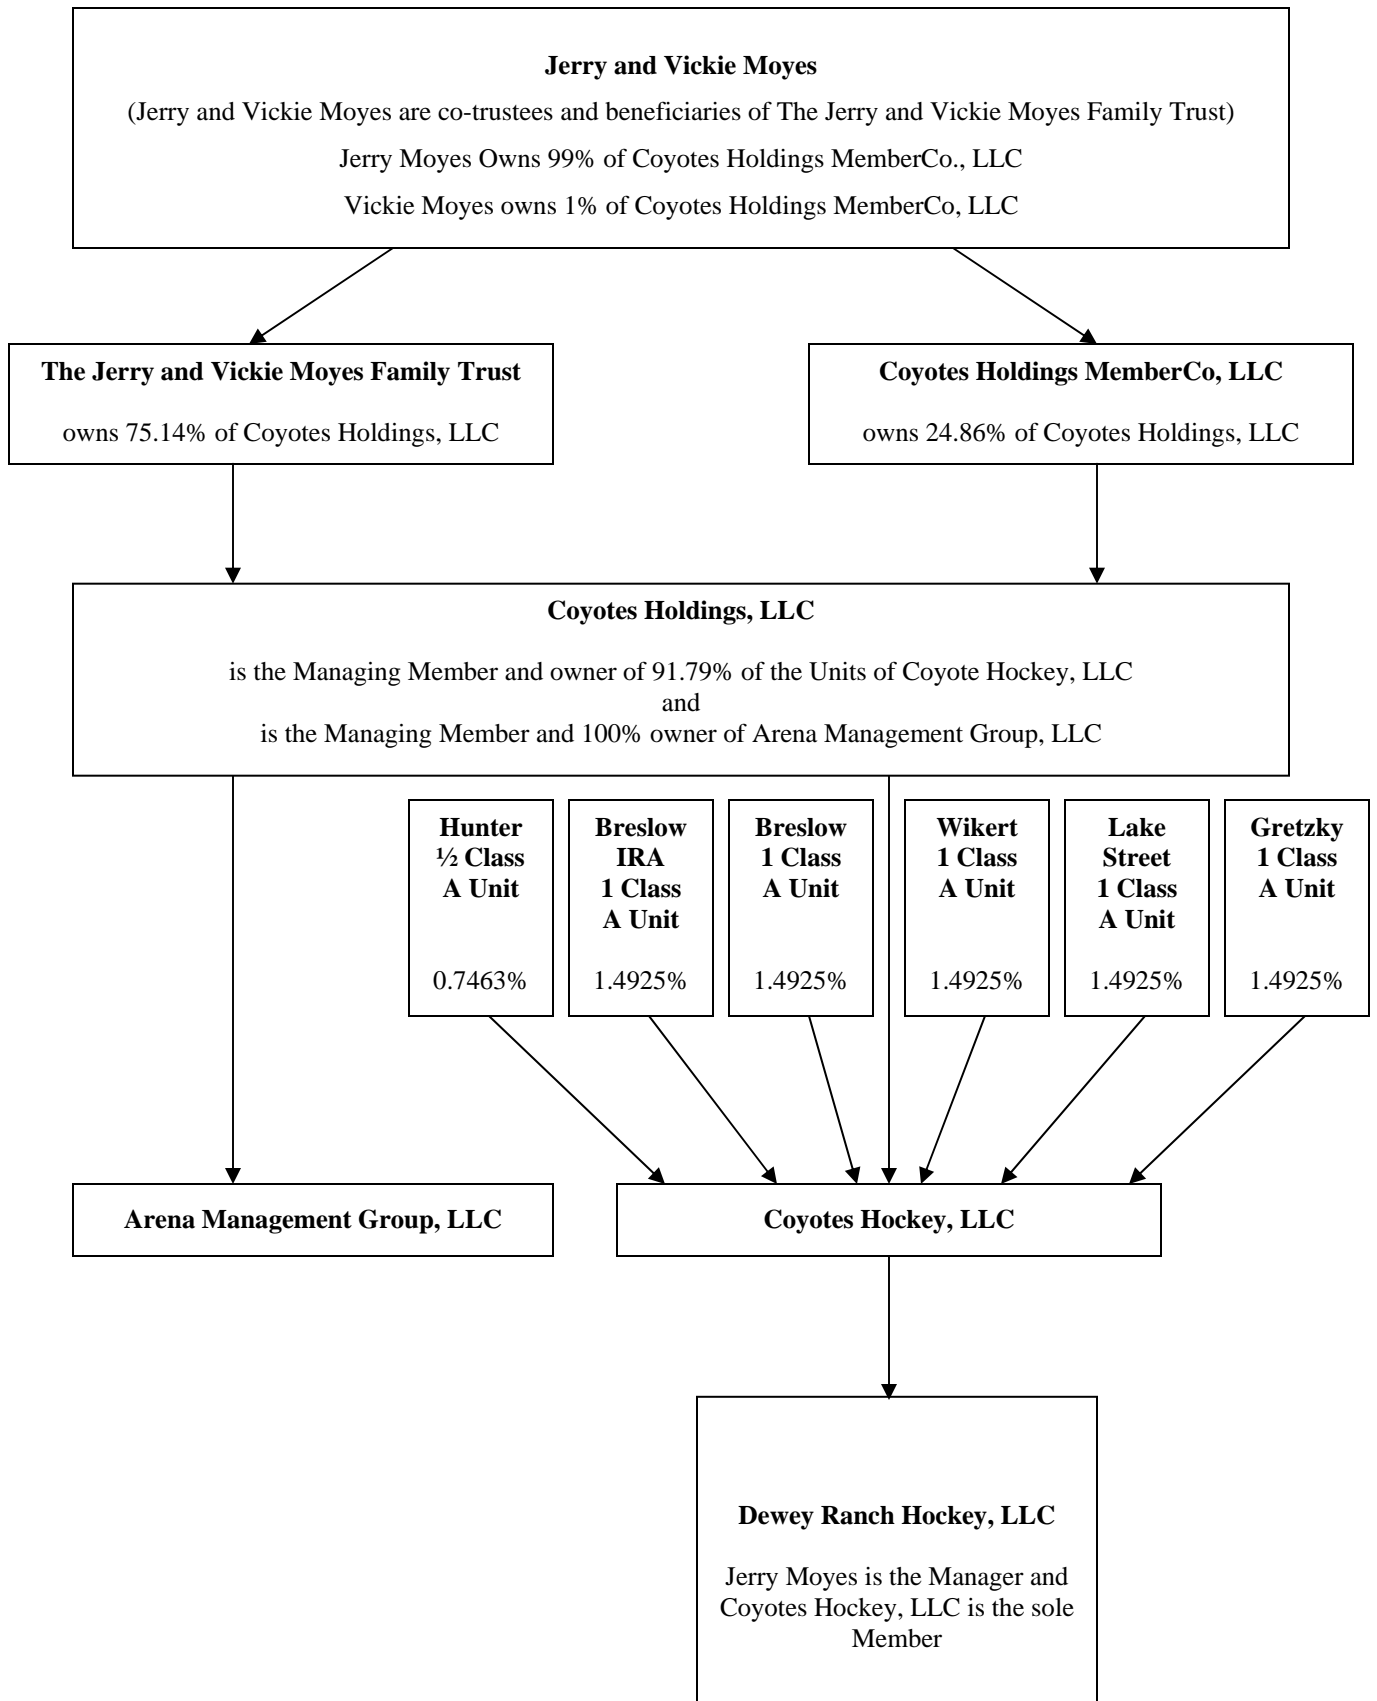 Jerry and Vickie Moyes
(Jerry and Vickie Moyes are co-trustees and beneficiaries of The Jerry and Vickie Moyes Family Trust)
Jerry Moyes Owns 99% of Coyotes Holdings MemberCo., LLC
Vickie Moyes owns 1% of Coyotes Holdings MemberCo, LLC
The Jerry and Vickie Moyes Family Trust
owns 75.14% of Coyotes Holdings, LLC
Coyotes Holdings MemberCo, LLC
owns 24.86% of Coyotes Holdings, LLC
Coyotes Holdings, LLC
is the Managing Member and owner of 91.79% of the Units of Coyote Hockey, LLC
and
is the Managing Member and 100% owner of Arena Management Group, LLC
Hunter
½ Class
A Unit
0.7463%
Breslow
IRA
1 Class
A Unit
1.4925%
Breslow
1 Class
A Unit
1.4925%
Wikert
1 Class
A Unit
1.4925%
Lake
Street
1 Class
A Unit
1.4925%
Gretzky
1 Class
A Unit
1.4925%
Arena Management Group, LLC
Coyotes Hockey, LLC
Dewey Ranch Hockey, LLC
Jerry Moyes is the Manager and
Coyotes Hockey, LLC is the sole
Member